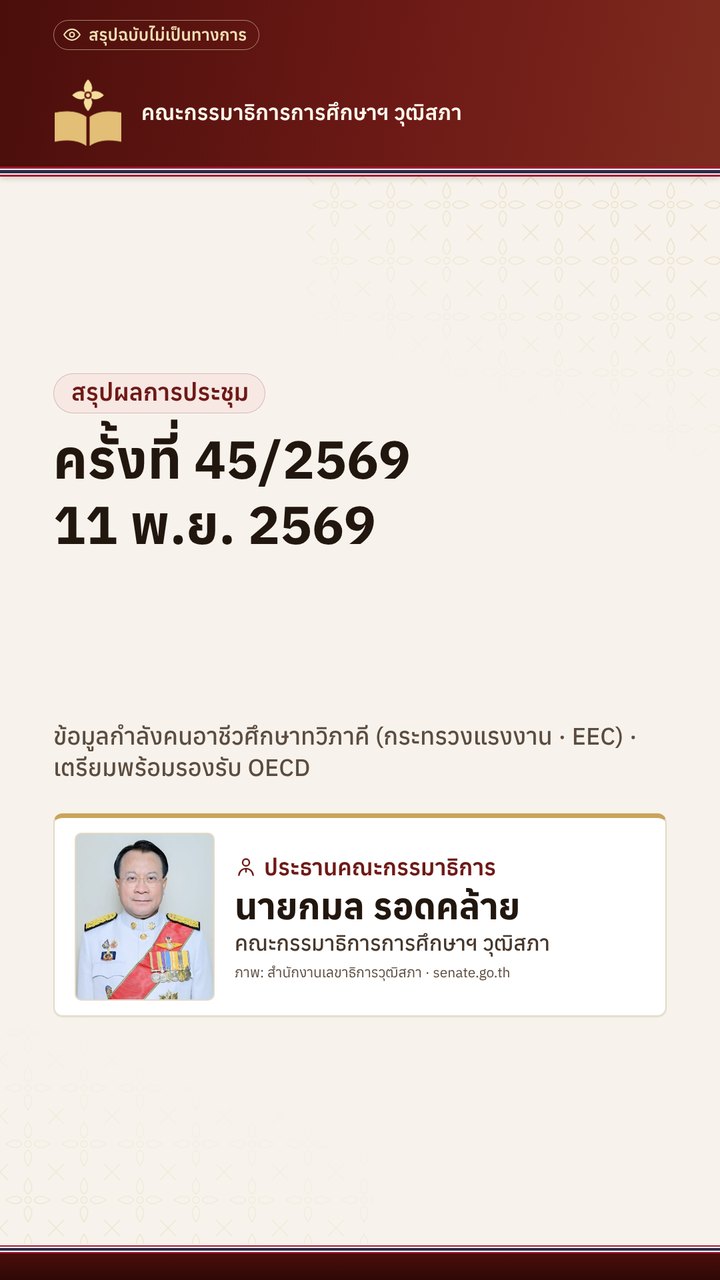 สรุปฉบับไม่เป็นทางการ
คณะกรรมาธิการการศึกษาฯ วุฒิสภา
สรุปผลการประชุม
ครั้งที่ 45/2569
11 พ.ย. 2569
ข้อมูลกำลังคนอาชีวศึกษาทวิภาคี (กระทรวงแรงงาน · EEC) ·
เตรียมพร้อมรองรับ OECD
ประธานคณะกรรมาธิการ
นายกมล รอดคล้าย
คณะกรรมาธิการการศึกษาฯ วุฒิสภา
ภาพ: สำนักงานเลขาธิการวุฒิสภา · senate.go.th